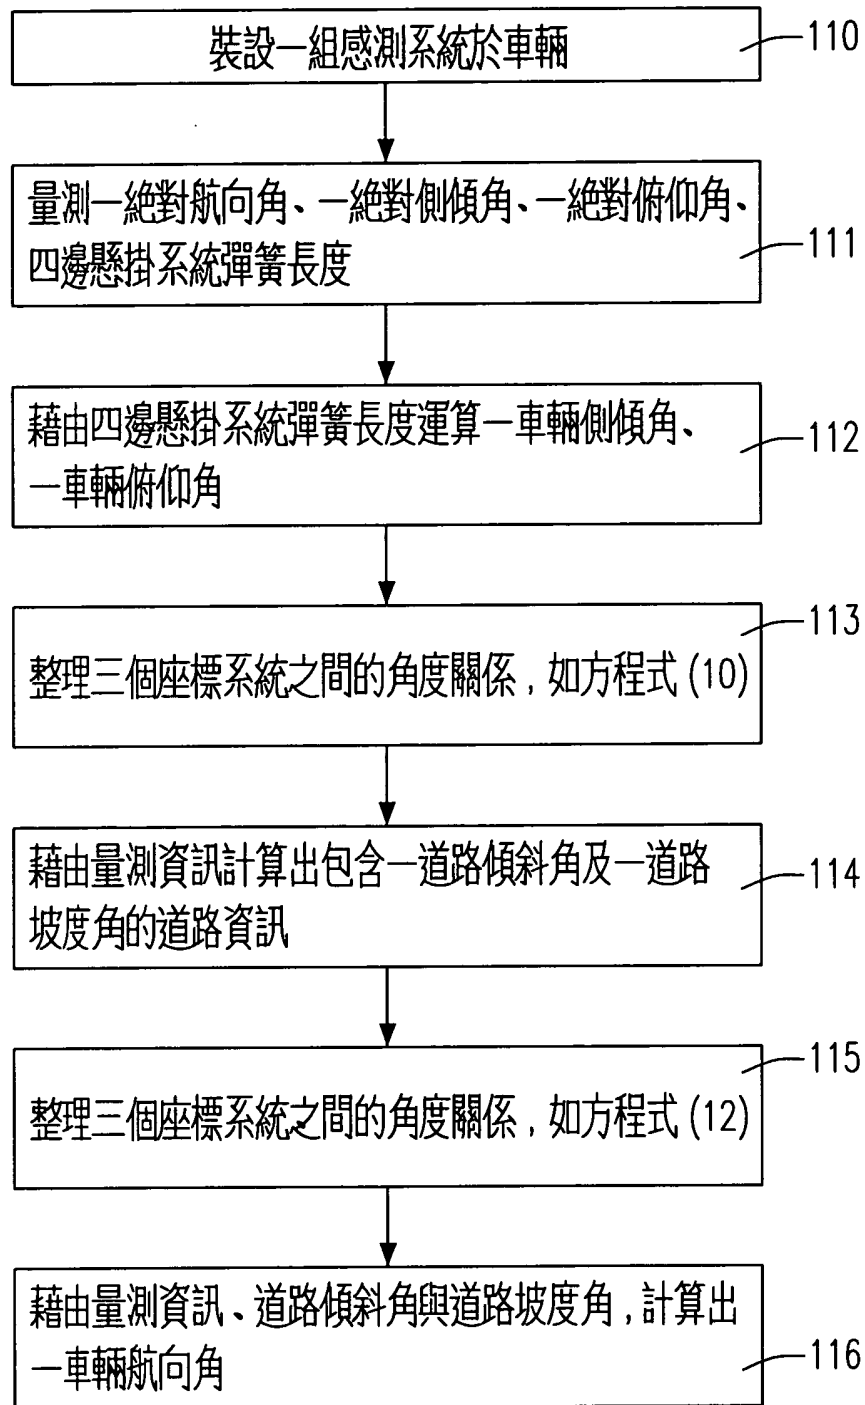 裝設一組感測系統於車輛
110
量測一絕對航向角、一絕對側傾角、一絕對俯仰角、
四邊懸掛系統彈簧長度
111
藉由四邊懸掛系統彈簧長度運算一車輛側傾角、
一車輛俯仰角
112
113
整理三個座標系統之間的角度關係,如方程式(10)
藉由量測資訊計算出包含一道路傾斜角及一道路
坡度角的道路資訊
114
115
整理三個座標系統之間的角度關係,如方程式(12)
藉由量測資訊、道路傾斜角與道路坡度角,計算出
一車輛航向角
116